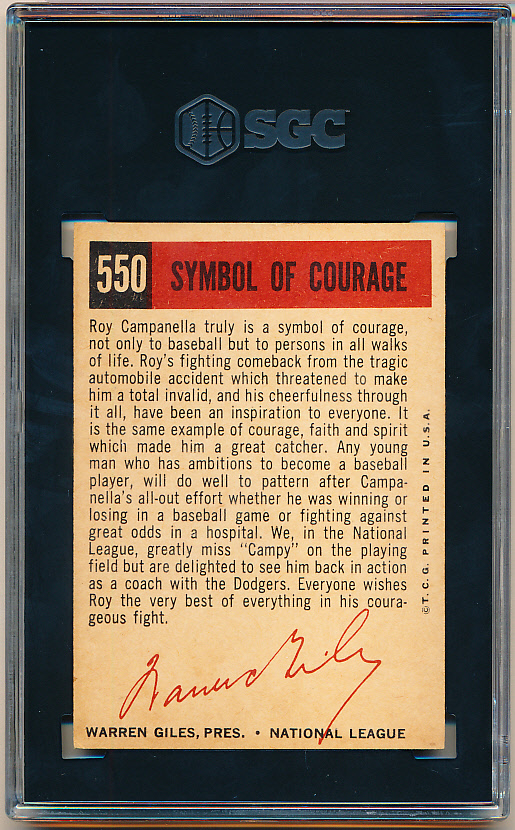 SGC
550 SYMBOL OF COURAGE
Roy Campanella truly is a symbol of courage,
not only to baseball but to persons in all walks
of life. Roy's fighting comeback from the tragic
automobile accident which threatened to make
him a total invalid, and his cheerfulness through
it all, have been an inspiration to everyone. It
is the same example of courage, faith and spirit
which made him a great catcher. Any young
man who has ambitions to become a baseball
player, will do well to pattern after Campa-
nella's all-out effort whether he was winning or
losing in a baseball game or fighting against
great odds in a hospital. We, in the National
League, greatly miss "Campy" on the playing
field but are delighted to see him back in action
as a coach with the Dodgers. Everyone wishes
Roy the very best of everything in his coura-
geous fight.
©T.C.G. PRINTED IN U.S.A.
Warren Giles
WARREN GILES, PRES. • NATIONAL LEAGUE